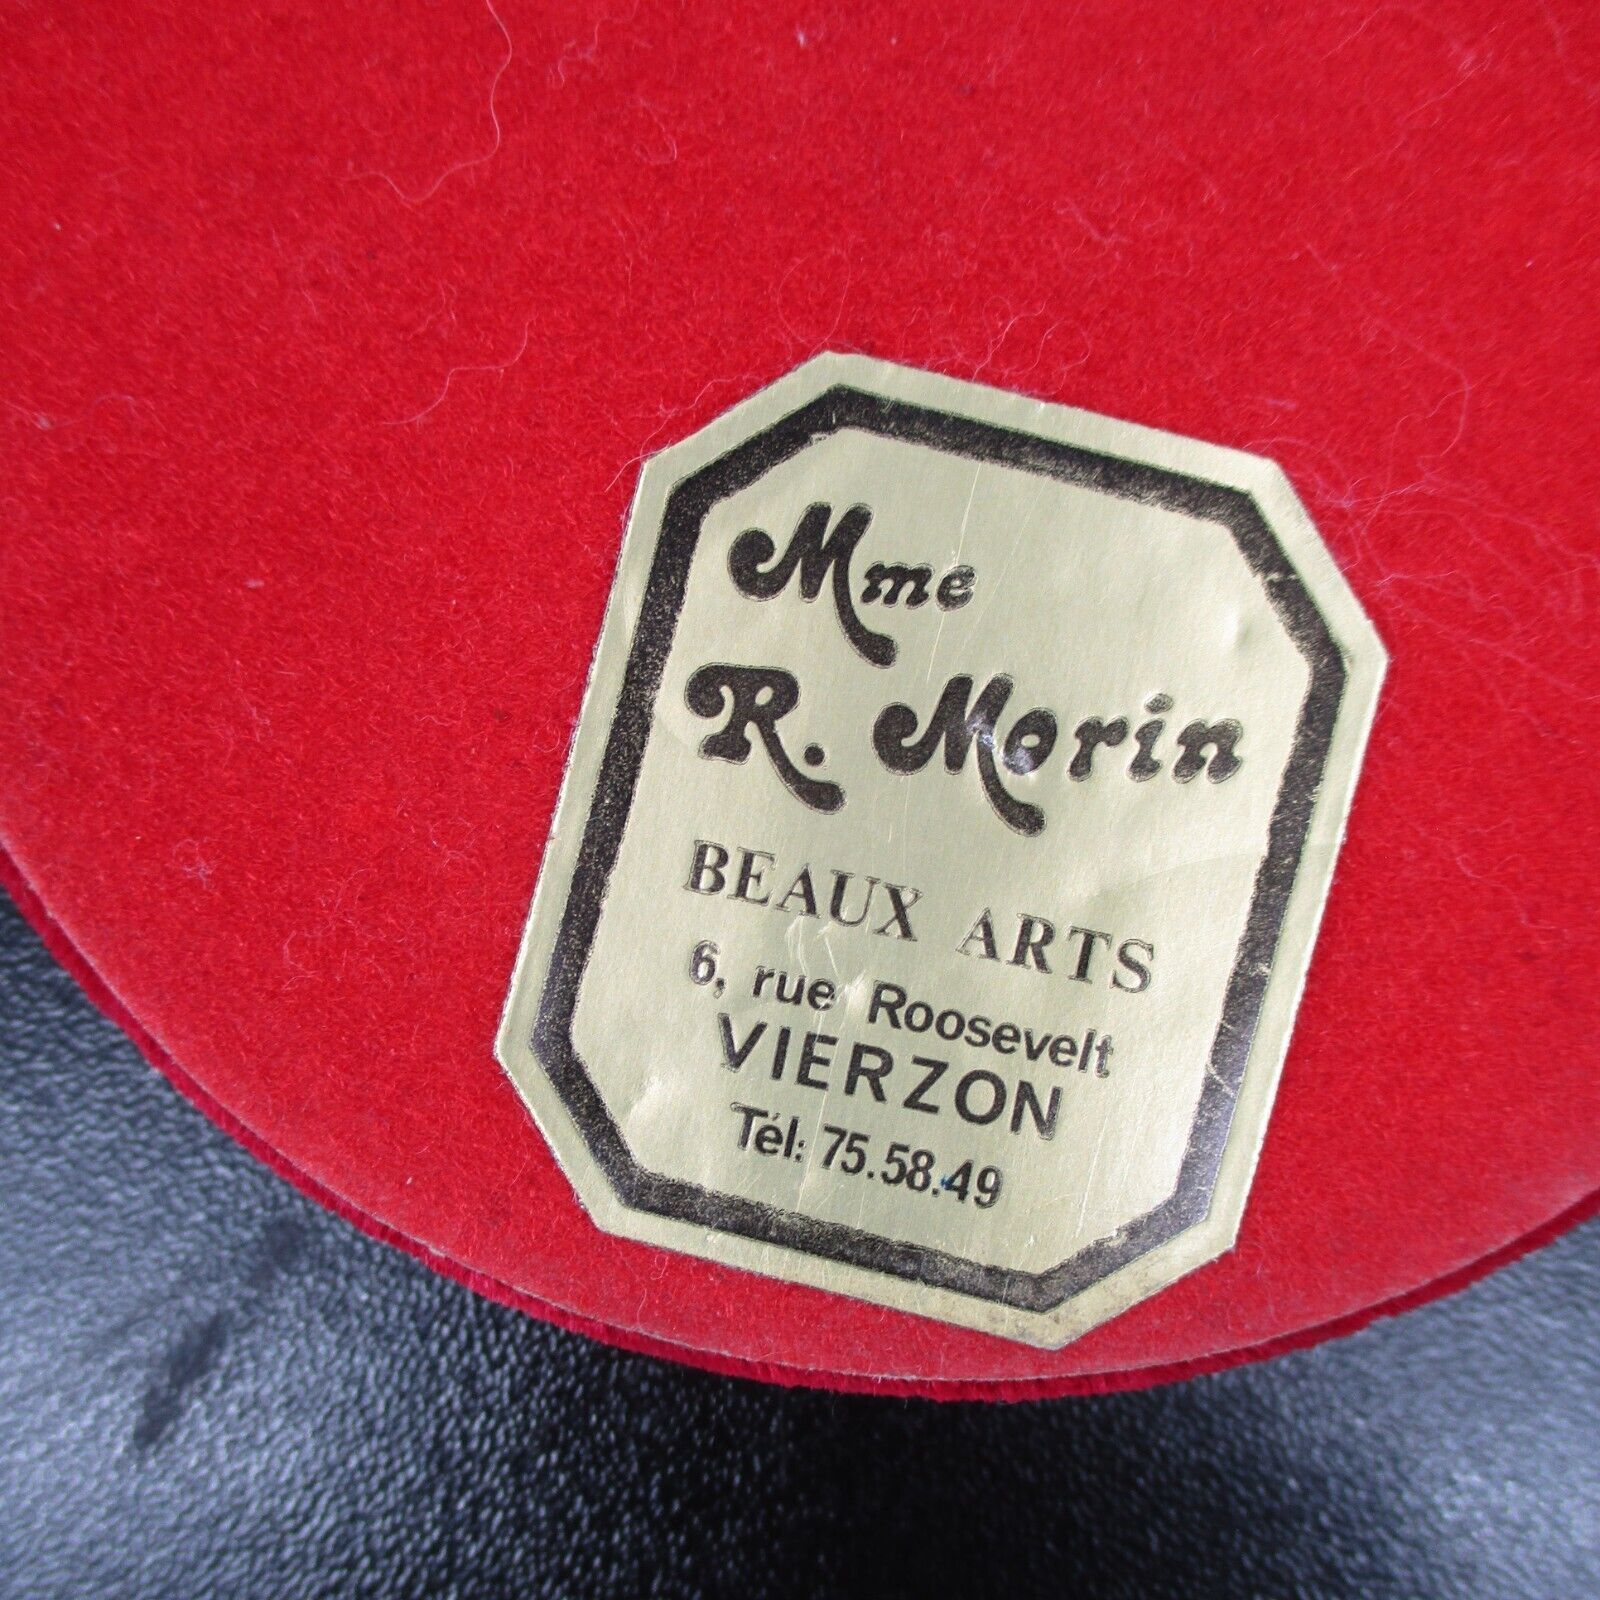 Mme
R. Morin
BEAUX ARTS
6, rue Roosevelt
VIERZON
Tél: 75.58.49